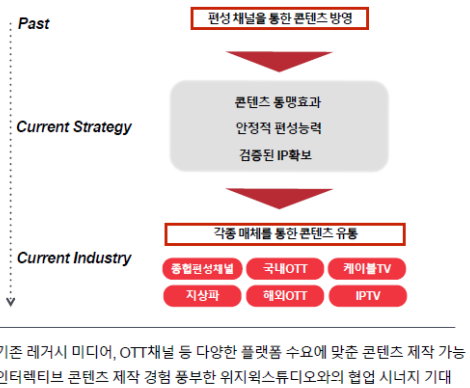 Past
편성 채널을 통한 콘텐츠 방영
Current Strategy
콘텐츠 동맹효과
안정적 편성능력
검증된 IP확보
각종 매체를 통한 콘텐츠 유통
Current Industry
종합편성채널 국내OTT 케이블TV
지상파 해외OTT IPTV
기존 레거시 미디어, OTT채널 등 다양한 플랫폼 수요에 맞춘 콘텐츠 제작 가능
인터렉티브 콘텐츠 제작 경험 풍부한 위지윅스튜디오와의 협업 시너지 기대